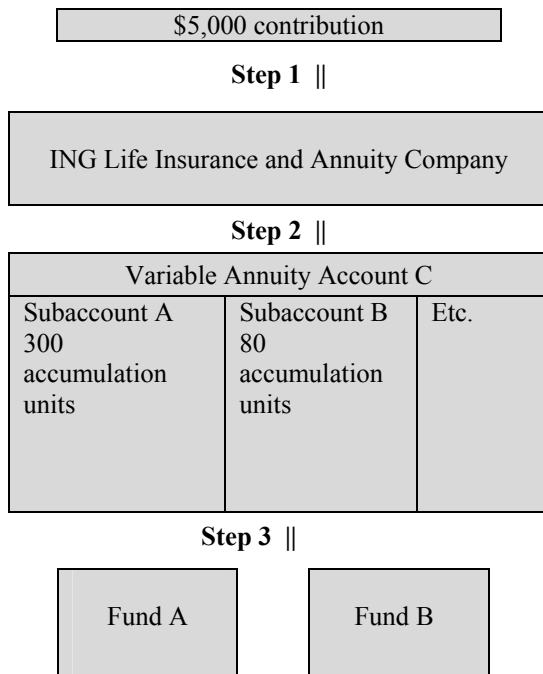 $5,000 contribution
Step 1 ||
ING Life Insurance and Annuity Company
Step 2 ||
Variable Annuity Account C
Subaccount A
300
accumulation
units
Subaccount B
80
accumulation
units
Etc.
Step 3 ||
Fund A
Fund B